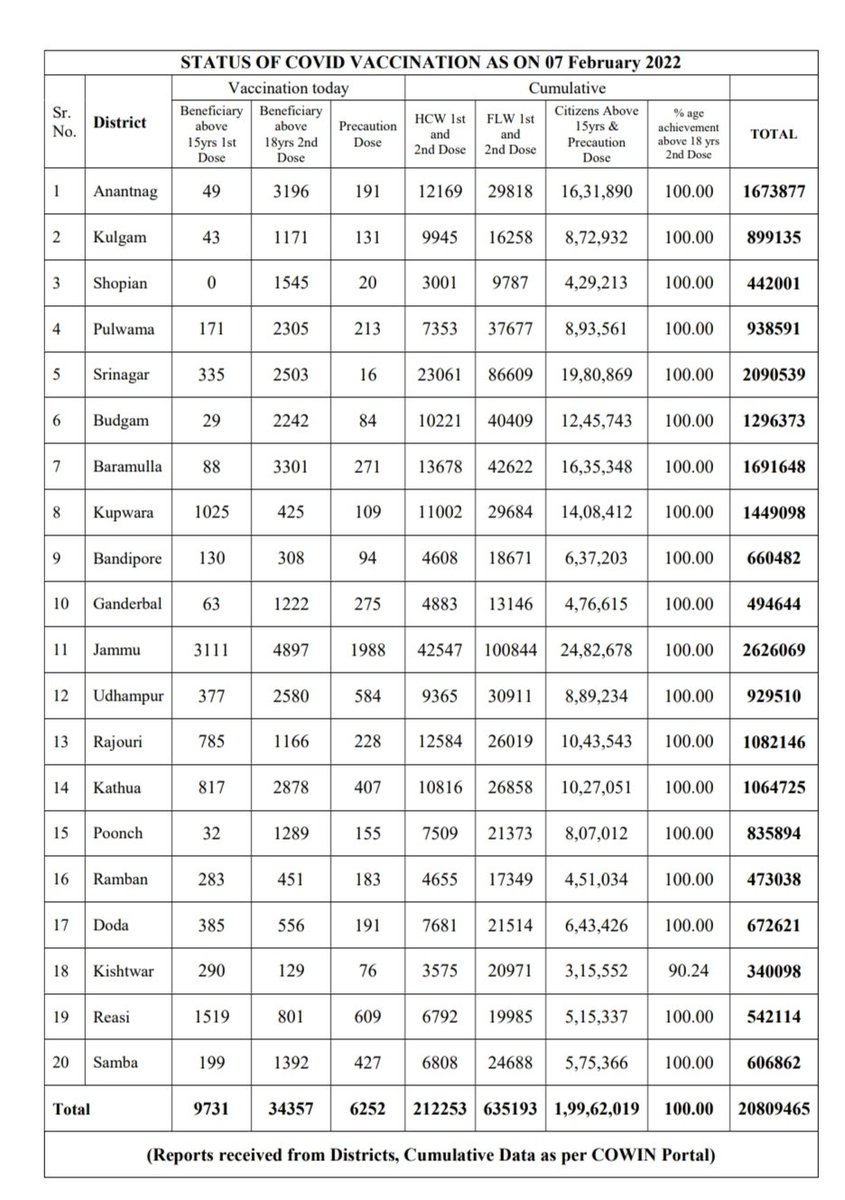 STATUS OF COVID VACCINATION AS ON 07 February 2022
Sr. No. District Vaccination today Cumulative
Beneficiary above 15yrs 1st Dose Beneficiary above 18yrs 2nd Dose Precaution Dose HCW 1st and 2nd Dose FLW 1st and 2nd Dose Citizens Above 15yrs & Precaution Dose % age achievement above 18 yrs 2nd Dose TOTAL
1 Anantnag 49 3196 191 12169 29818 16,31,890 100.00 1673877
2 Kulgam 43 1171 131 9945 16258 8,72,932 100.00 899135
3 Shopian 0 1545 20 3001 9787 4,29,213 100.00 442001
4 Pulwama 171 2305 213 7353 37677 8,93,561 100.00 938591
5 Srinagar 335 2503 16 23061 86609 19,80,869 100.00 2090539
6 Budgam 29 2242 84 10221 40409 12,45,743 100.00 1296373
7 Baramulla 88 3301 271 13678 42622 16,35,348 100.00 1691648
8 Kupwara 1025 425 109 11002 29684 14,08,412 100.00 1449098
9 Bandipore 130 308 94 4608 18671 6,37,203 100.00 660482
10 Ganderbal 63 1222 275 4883 13146 4,76,615 100.00 494644
11 Jammu 3111 4897 1988 42547 100844 24,82,678 100.00 2626069
12 Udhampur 377 2580 584 9365 30911 8,89,234 100.00 929510
13 Rajouri 785 1166 228 12584 26019 10,43,543 100.00 1082146
14 Kathua 817 2878 407 10816 26858 10,27,051 100.00 1064725
15 Poonch 32 1289 155 7509 21373 8,07,012 100.00 835894
16 Ramban 283 451 183 4655 17349 4,51,034 100.00 473038
17 Doda 385 556 191 7681 21514 6,43,426 100.00 672621
18 Kishtwar 290 129 76 3575 20971 3,15,552 90.24 340098
19 Reasi 1519 801 609 6792 19985 5,15,337 100.00 542114
20 Samba 199 1392 427 6808 24688 5,75,366 100.00 606862
Total 9731 34357 6252 212253 635193 1,99,62,019 100.00 20809465
(Reports received from Districts, Cumulative Data as per COWIN Portal)